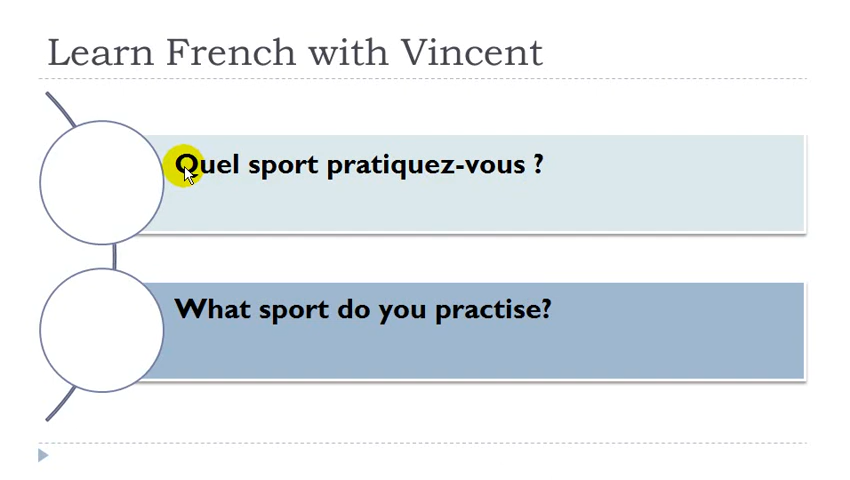 Learn French with Vincent
Quel sport pratiquez-vous ?
What sport do you practise?